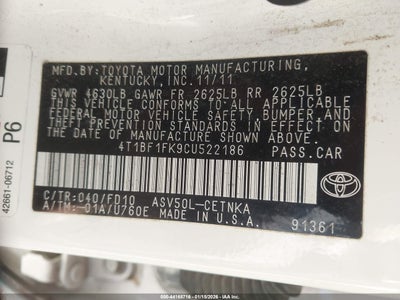 MFD.BY:TOYOTA MOTOR MANUFACTURING,
KENTUCKY,INC.11/11
GVWR 4630LB GAWR FR 2625LB RR 2625LB
THIS VEHICLE CONFORMS TO ALL APPLICABLE
FEDERAL MOTOR VEHICLE SAFETY, BUMPER, AND
THEFT PREVENTION STANDARDS IN EFFECT ON
THE DATE OF MANUFACTURE SHOWN ABOVE.
4T1BF1FK9CU522186 PASS.CAR
C/TR:040/FD10 ASV50L-CETNKA
A/TM:-01A/U760E MADE IN U.S.A.
91361
TOYOTA
P6
42661-06712